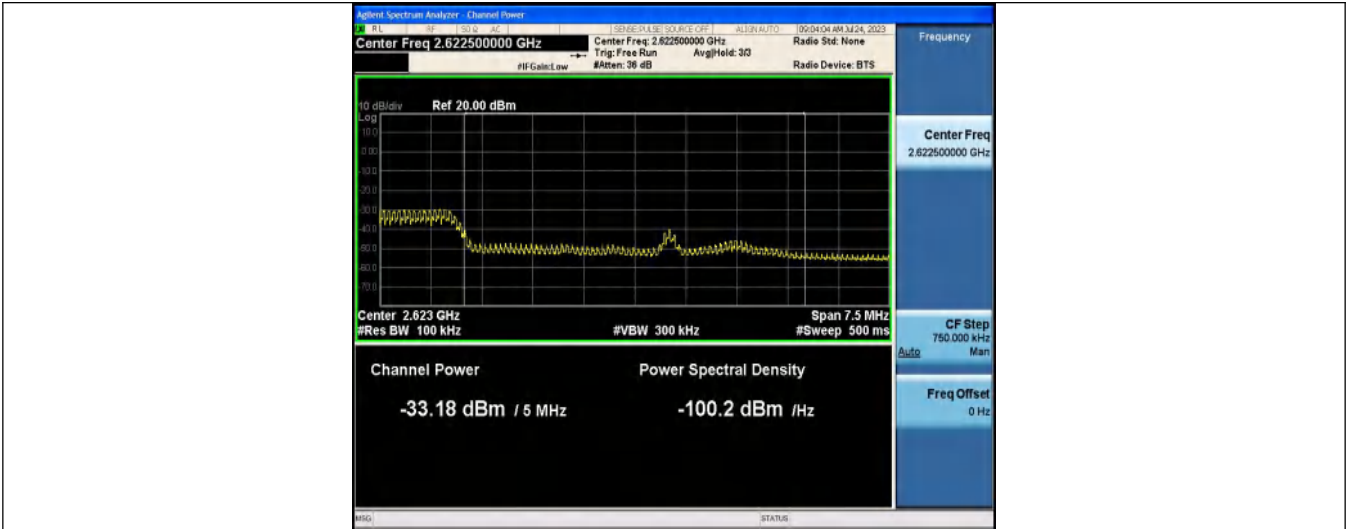 Agilent Spectrum Analyzer - Channel Power
RL RF 50 Ω AC SENSE:PULSE SOURCE OFF ALIGN AUTO 09:04:04 AM Jul 24, 2023
Center Freq 2.622500000 GHz
Center Freq: 2.622500000 GHz
Radio Std: None
Trig: Free Run Avg|Hold: 3/3
#IFGain:Low
#Atten: 36 dB
Radio Device: BTS
10 dB/div Ref 20.00 dBm
Log
10.0
0.00
-10.0
-20.0
-30.0
-40.0
-50.0
-60.0
-70.0
Center 2.623 GHz Span 7.5 MHz
#Res BW 100 kHz #VBW 300 kHz #Sweep 500 ms
Channel Power Power Spectral Density
-33.18 dBm / 5 MHz -100.2 dBm /Hz
Frequency
Center Freq
2.622500000 GHz
CF Step
750.000 kHz
Auto Man
Freq Offset
0 Hz
MSG STATUS